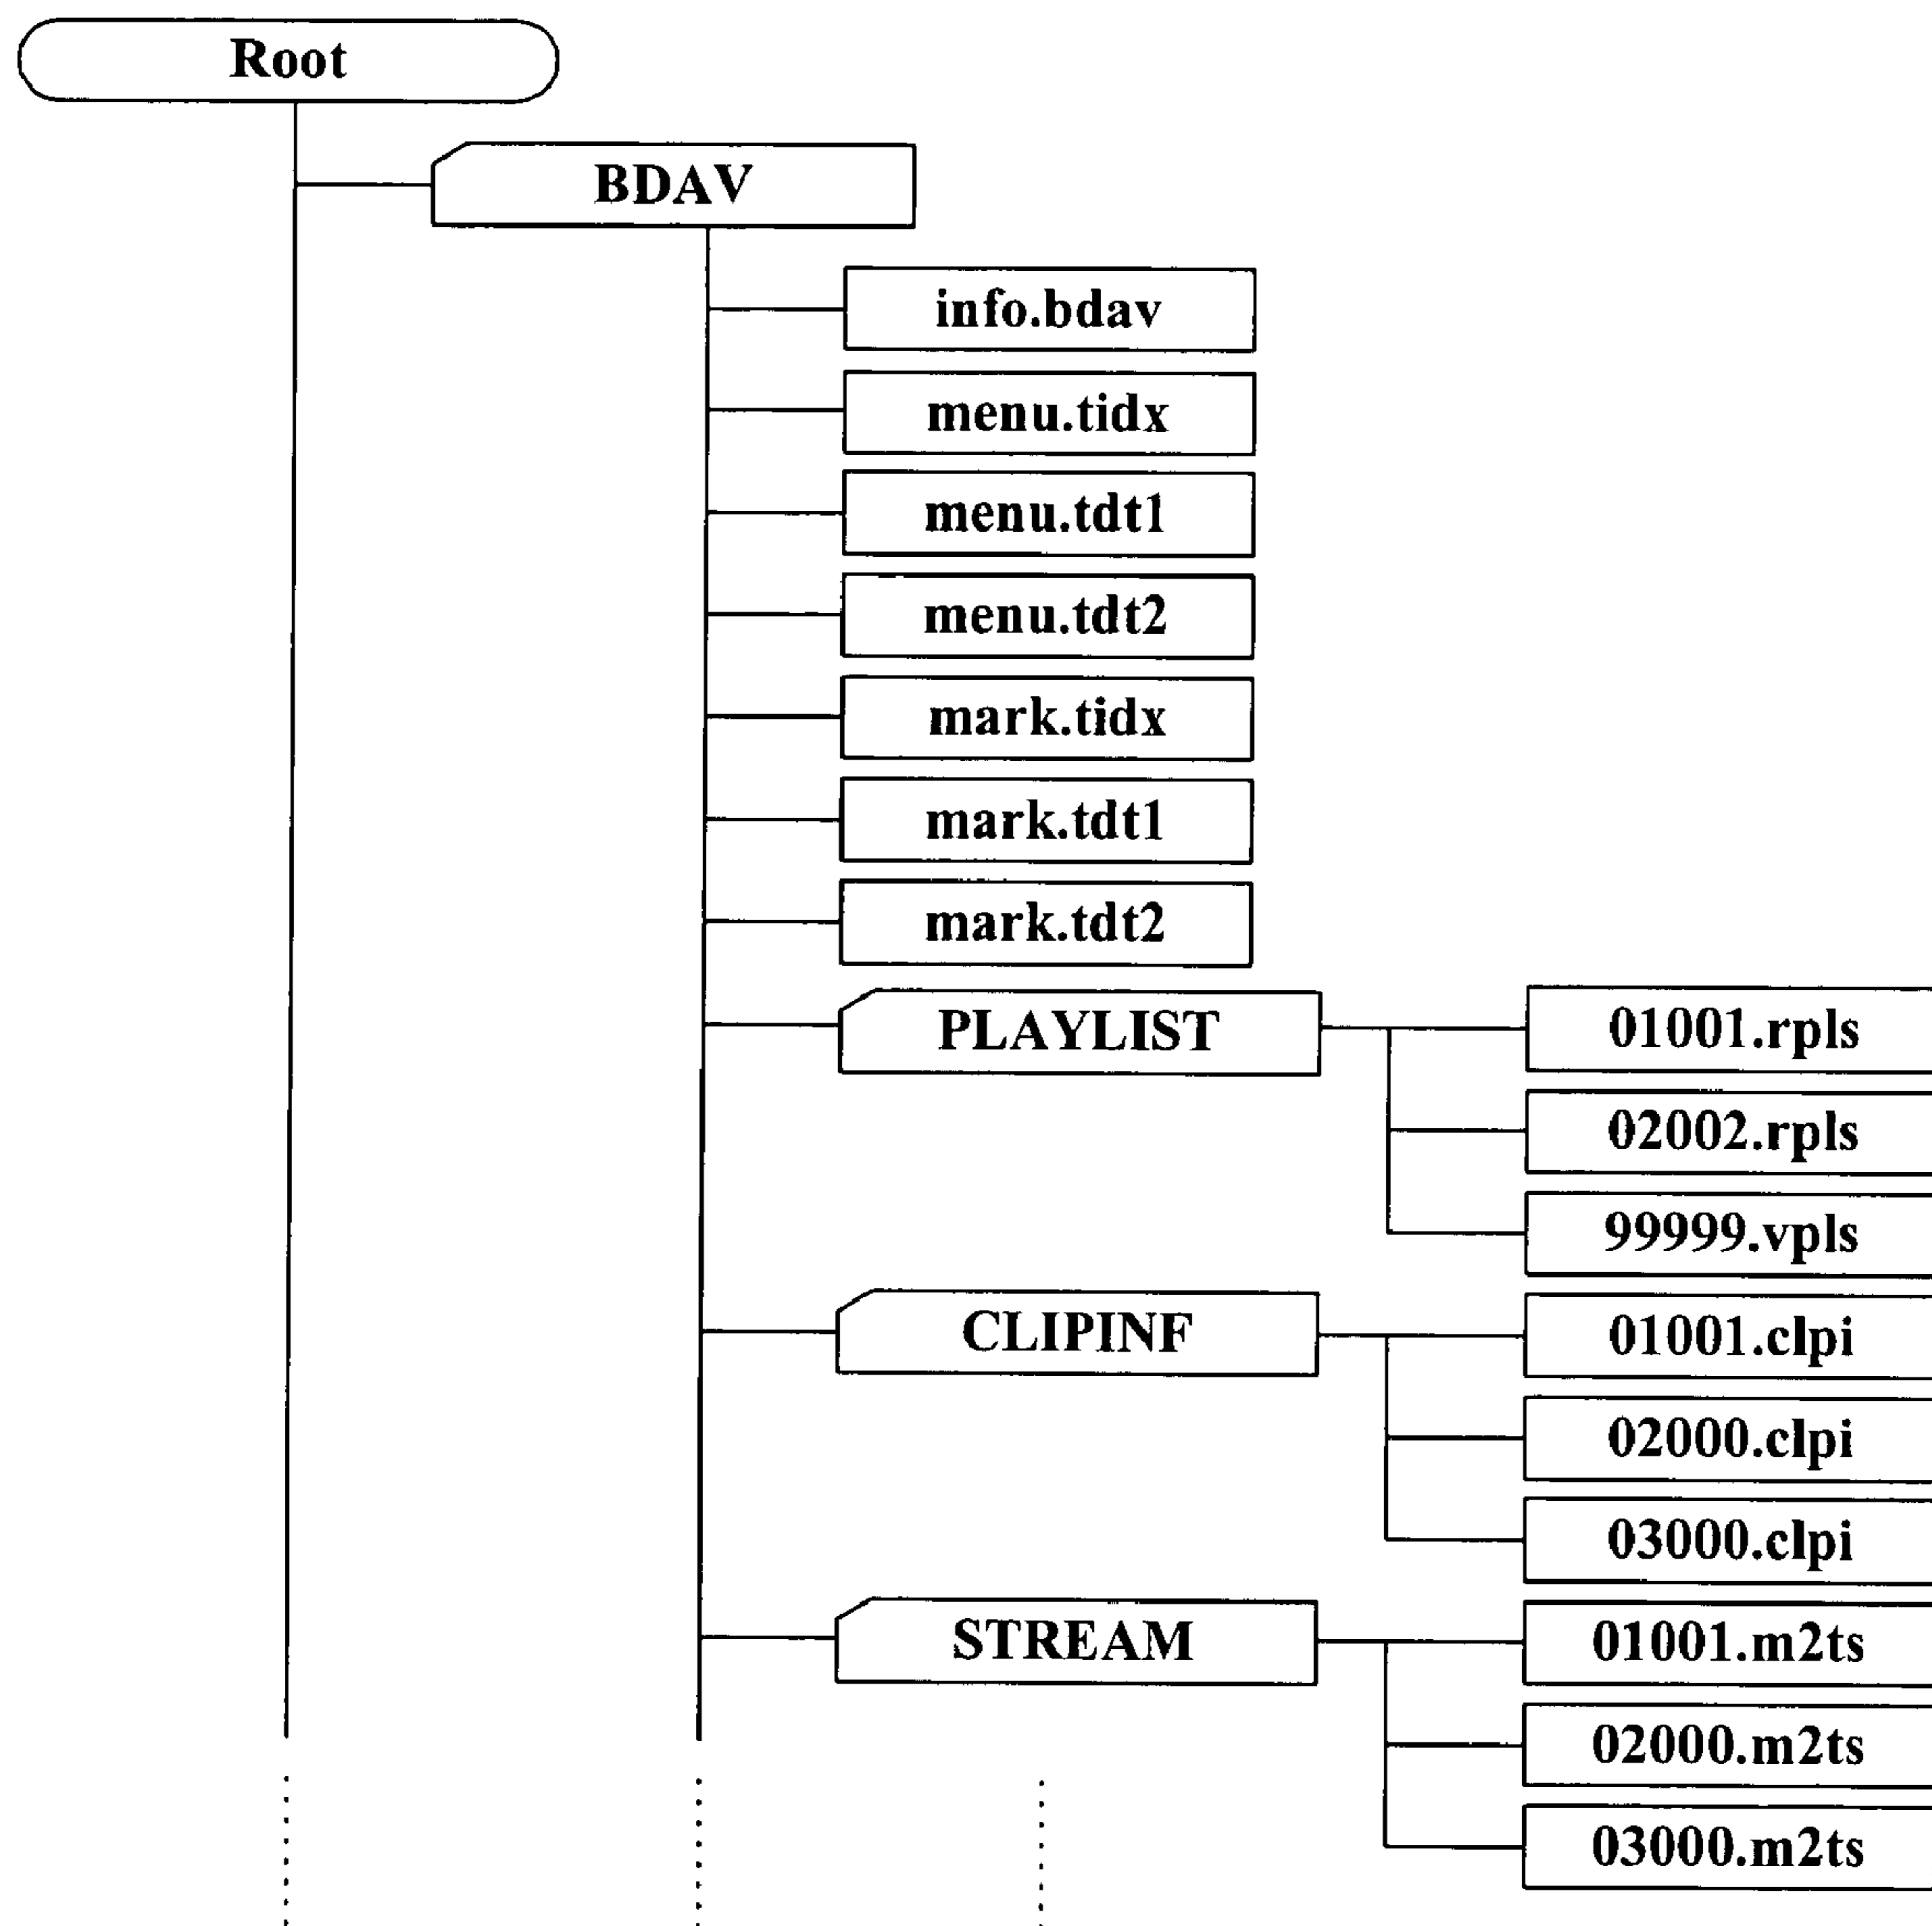 Root
BDAV
info.bdav
menu.tidx
menu.tdt1
menu.tdt2
mark.tidx
mark.tdt1
mark.tdt2
PLAYLIST
01001.rpls
02002.rpls
99999.vpls
CLIPINF
01001.clpi
02000.clpi
03000.clpi
STREAM
01001.m2ts
02000.m2ts
03000.m2ts